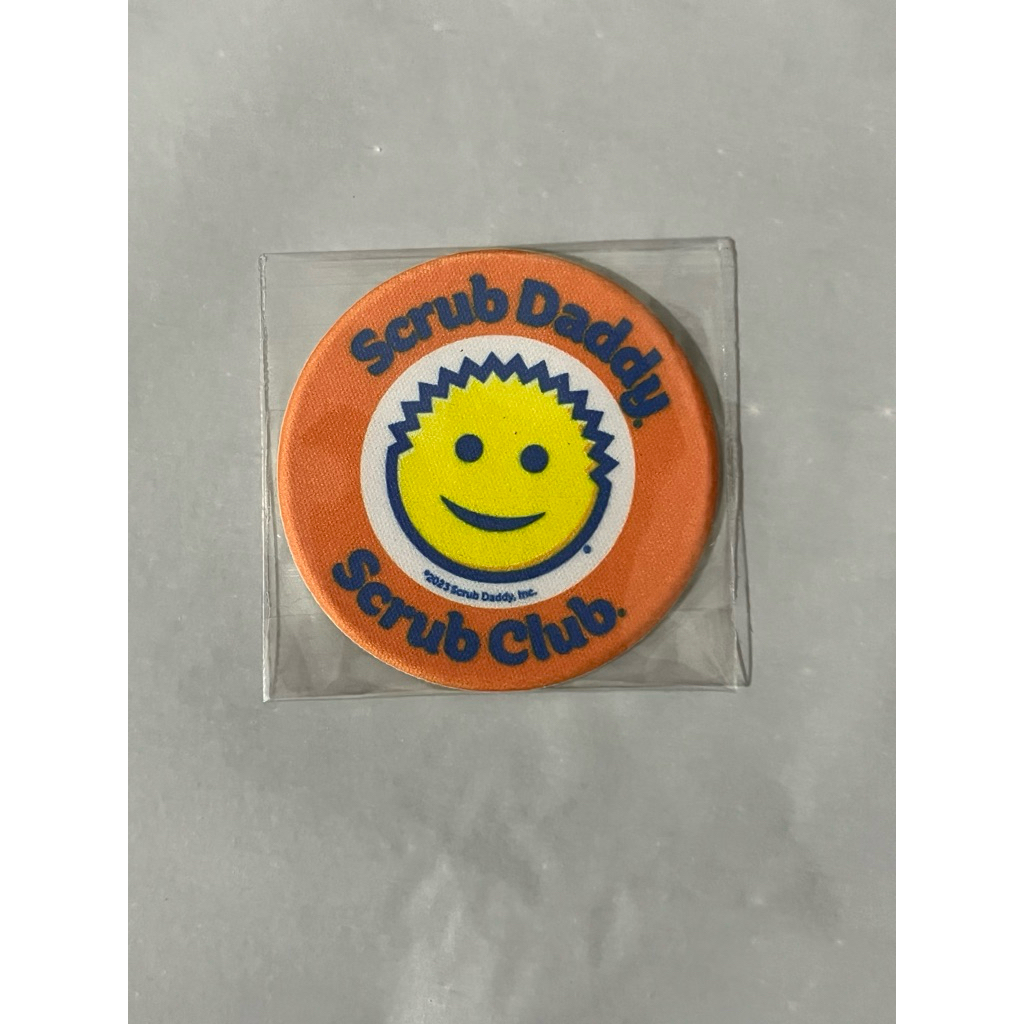 Scrub Daddy®
®
©2023 Scrub Daddy, Inc.
Scrub Club®